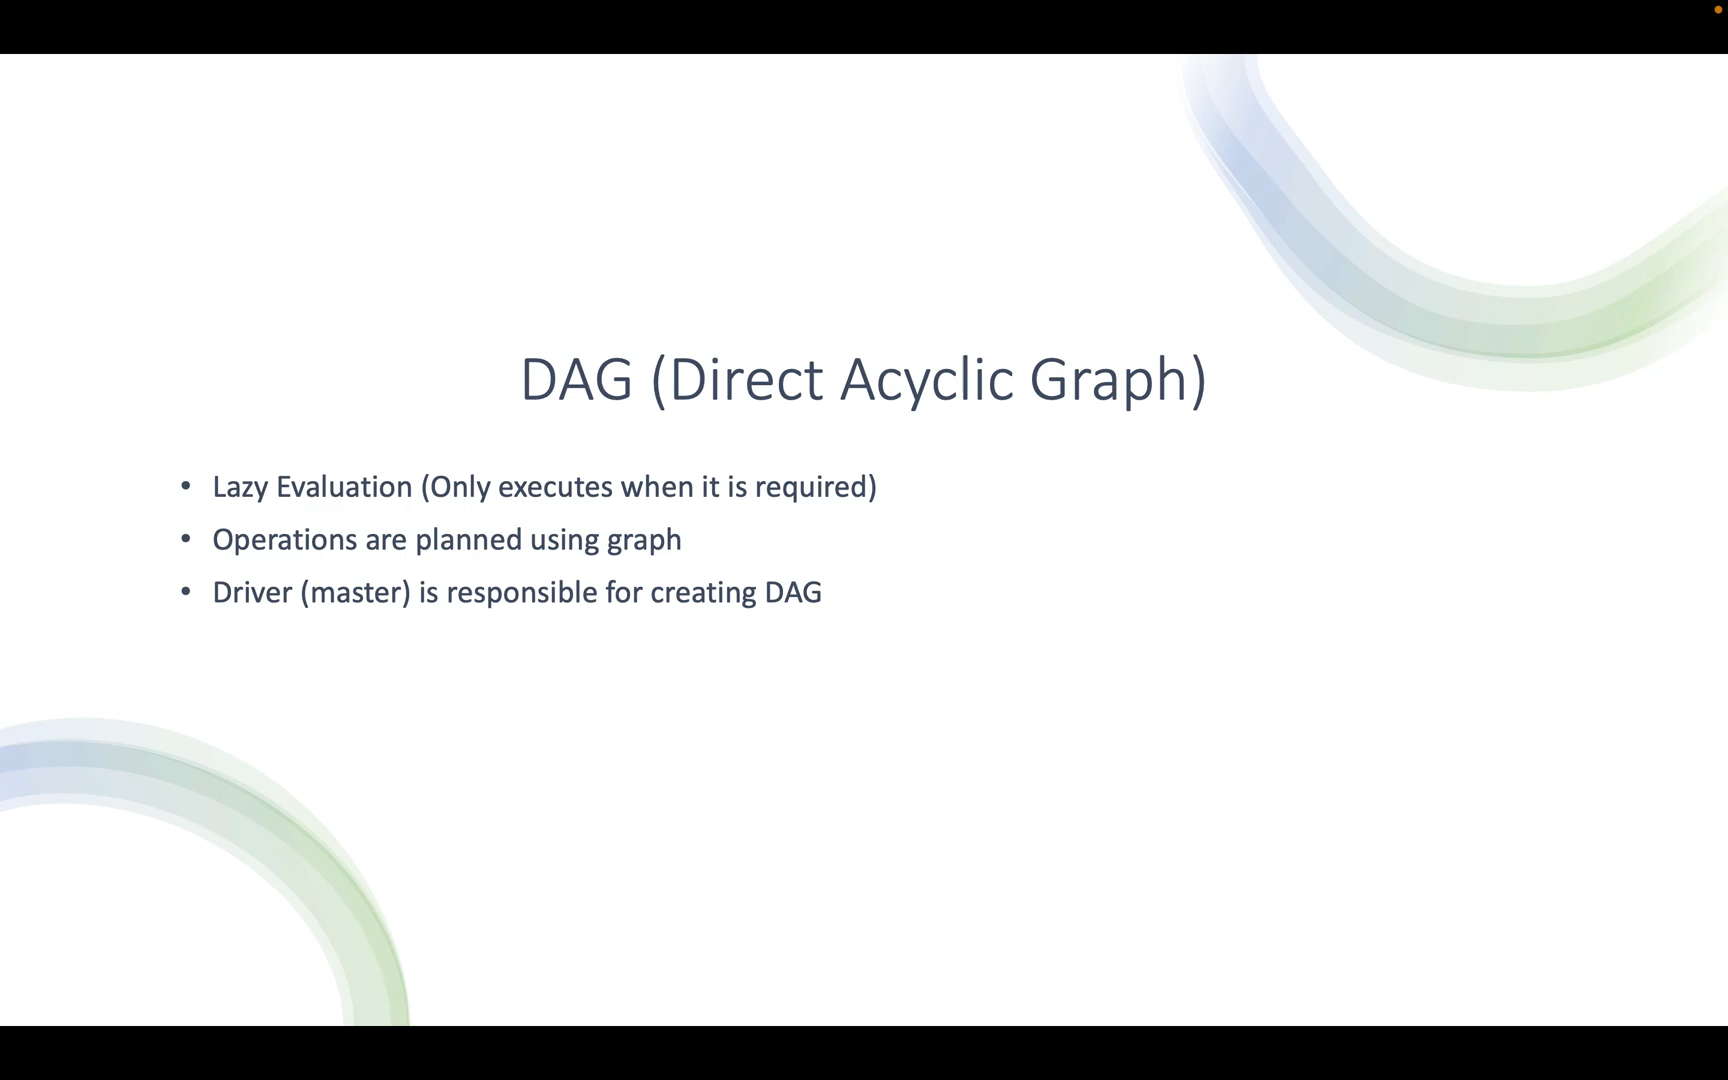 DAG (Direct Acyclic Graph)
• Lazy Evaluation (Only executes when it is required)
• Operations are planned using graph
• Driver (master) is responsible for creating DAG